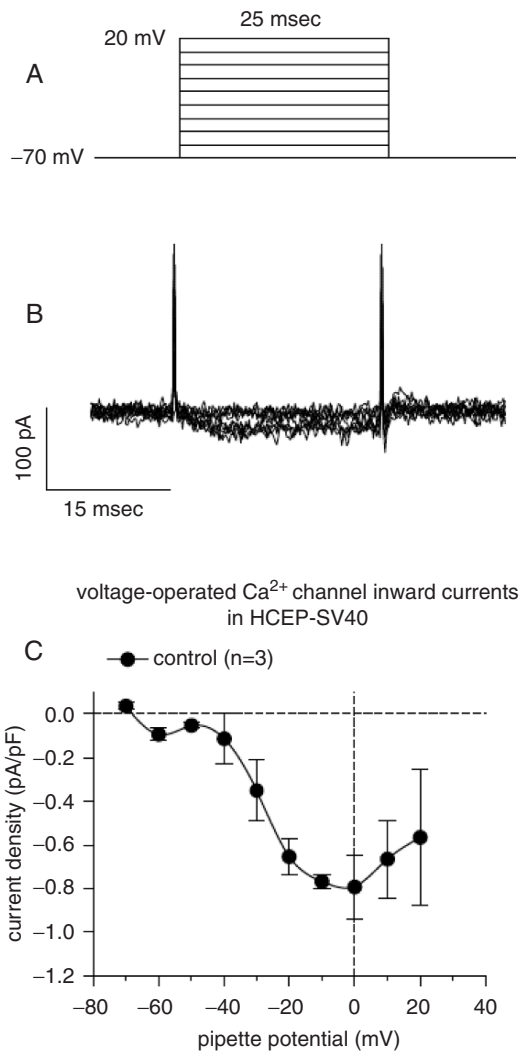 25 msec
20 mV
A
−70 mV
B
100 pA
15 msec
voltage-operated Ca²⁺ channel inward currents
in HCEP-SV40
C
control (n=3)
0.0
−0.2
−0.4
−0.6
−0.8
−1.0
−1.2
current density (pA/pF)
−80 −60 −40 −20 0 20 40
pipette potential (mV)